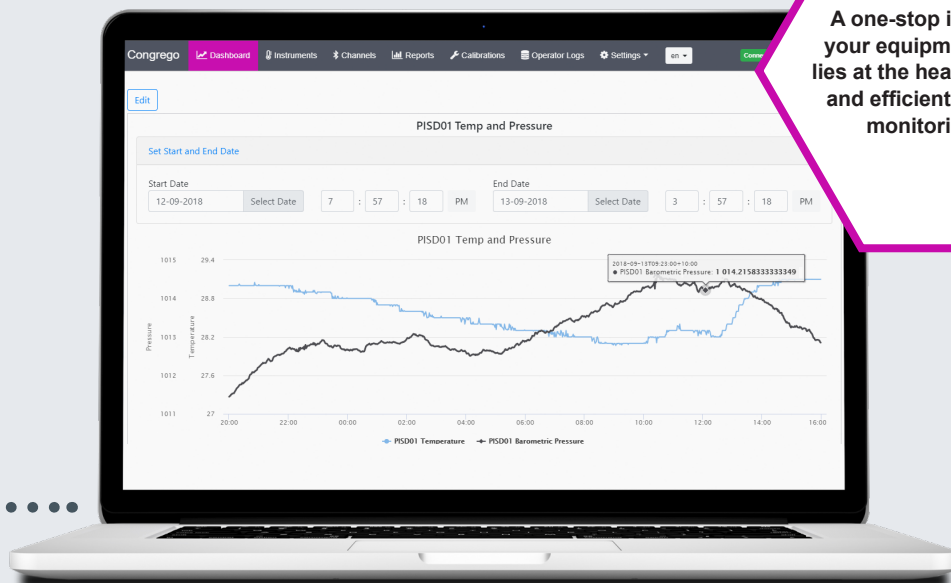 A one-stop
your equipm
lies at the hea
and efficient
monitori
Congrego Dashboard Instruments Channels Reports Calibrations Operator Logs Settings en Conne
Edit
PISD01 Temp and Pressure
Set Start and End Date
Start Date End Date
12-09-2018 Select Date 7 : 57 : 18 PM 13-09-2018 Select Date 3 : 57 : 18 PM
PISD01 Temp and Pressure
2018-09-13T09:23:00+10:00
PISD01 Barometric Pressure: 1 014.2158333333349
1015 29.4
1014 28.8
1013 28.2
1012 27.6
1011 27
Pressure
Temperature
20:00 22:00 00:00 02:00 04:00 06:00 08:00 10:00 12:00 14:00 16:00
PISD01 Temperature PISD01 Barometric Pressure